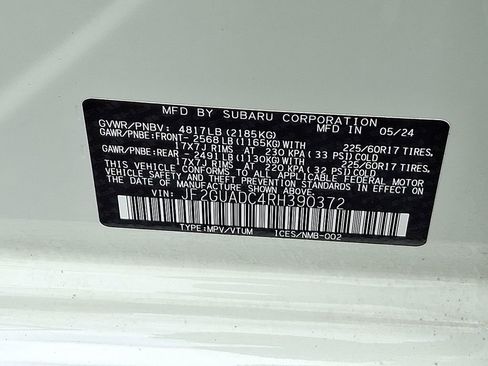 MFD BY SUBARU CORPORATION
GVWR/PNBV: 4817LB(2185KG) MFD IN 05/24
GAWR/PNBE:FRONT- 2568LB(1165KG)WITH 225/60R17 TIRES,
17x7J RIMS AT 230 KPA(33 PSI)COLD
GAWR/PNBE:REAR - 2491LB(1130KG)WITH 225/60R17 TIRES,
17x7J RIMS AT 220 KPA(32 PSI)COLD
THIS VEHICLE CONFORMS TO ALL APPLICABLE FEDERAL MOTOR
VEHICLE SAFETY AND THEFT PREVENTION STANDARDS IN EFFECT
ON THE DATE OF MANUFACTURE SHOWN ABOVE.
VIN: JF2GUADC4RH390372
TYPE:MPV/VTUM ICES/NMB-002